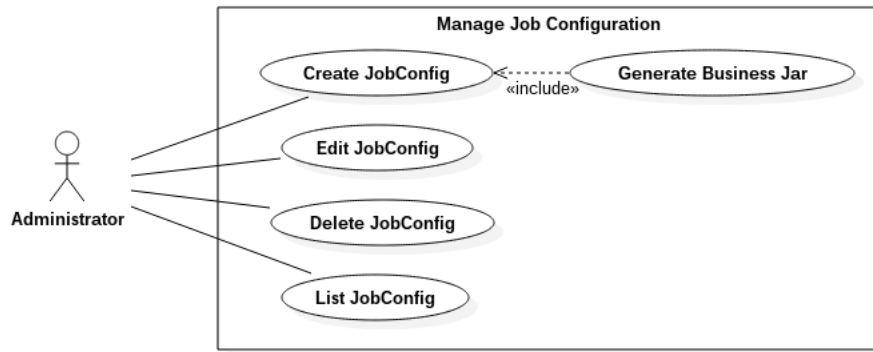 Manage Job Configuration
Create JobConfig
Generate Business Jar
«include»
Edit JobConfig
Administrator
Delete JobConfig
List JobConfig